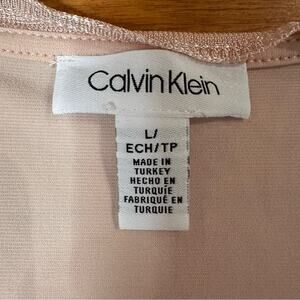 Calvin Klein
L/
ECH/TP
MADE IN
TURKEY
HECHO EN
TURQUÍE
FABRIQUÉ EN
TURQUIE